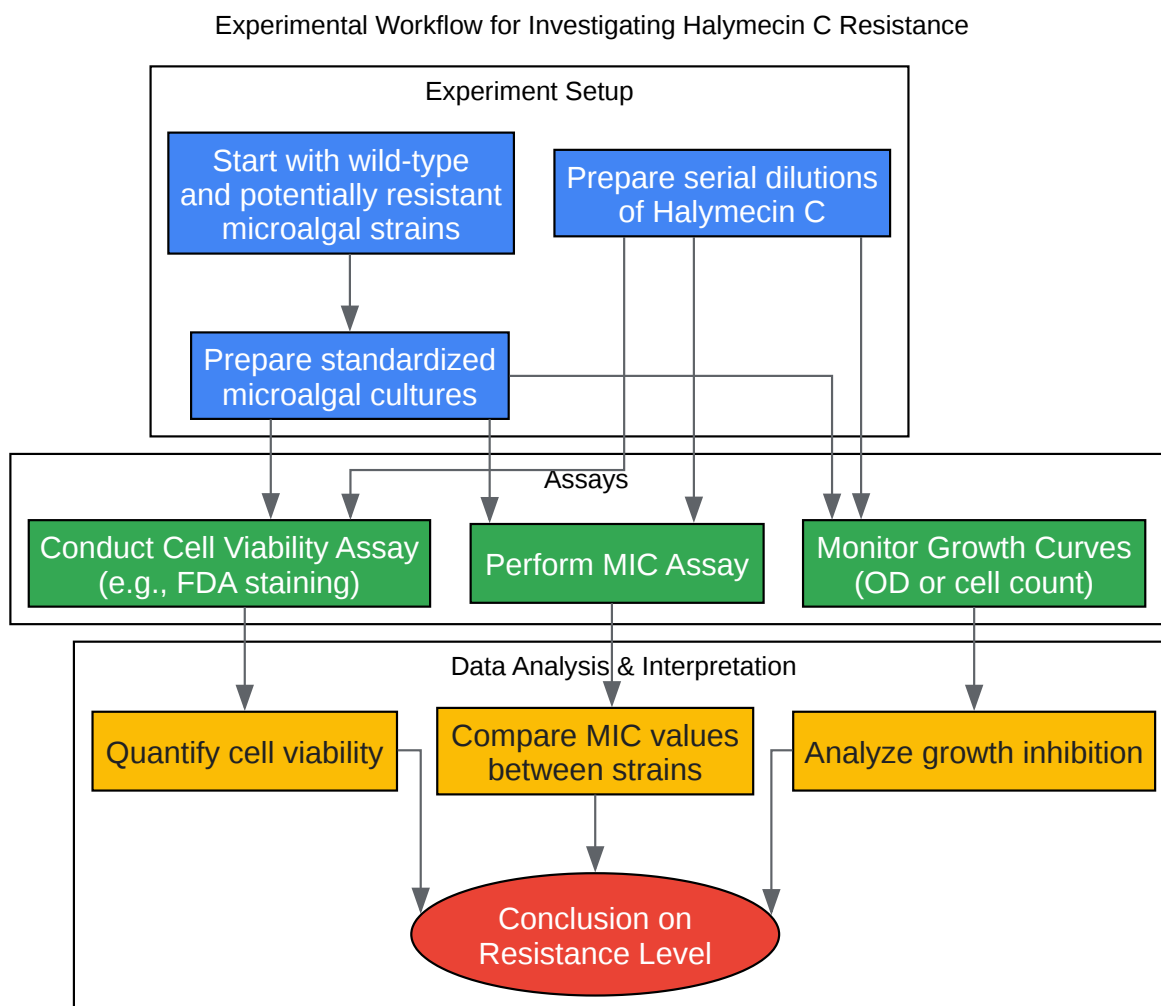 Experimental Workflow for Investigating Halymecin C Resistance
Experiment Setup
Start with wild-type
and potentially resistant
microalgal strains
Prepare serial dilutions
of Halymecin C
Prepare standardized
microalgal cultures
Assays
Conduct Cell Viability Assay
(e.g., FDA staining)
Perform MIC Assay
Monitor Growth Curves
(OD or cell count)
Data Analysis & Interpretation
Quantify cell viability
Compare MIC values
between strains
Analyze growth inhibition
Conclusion on
Resistance Level